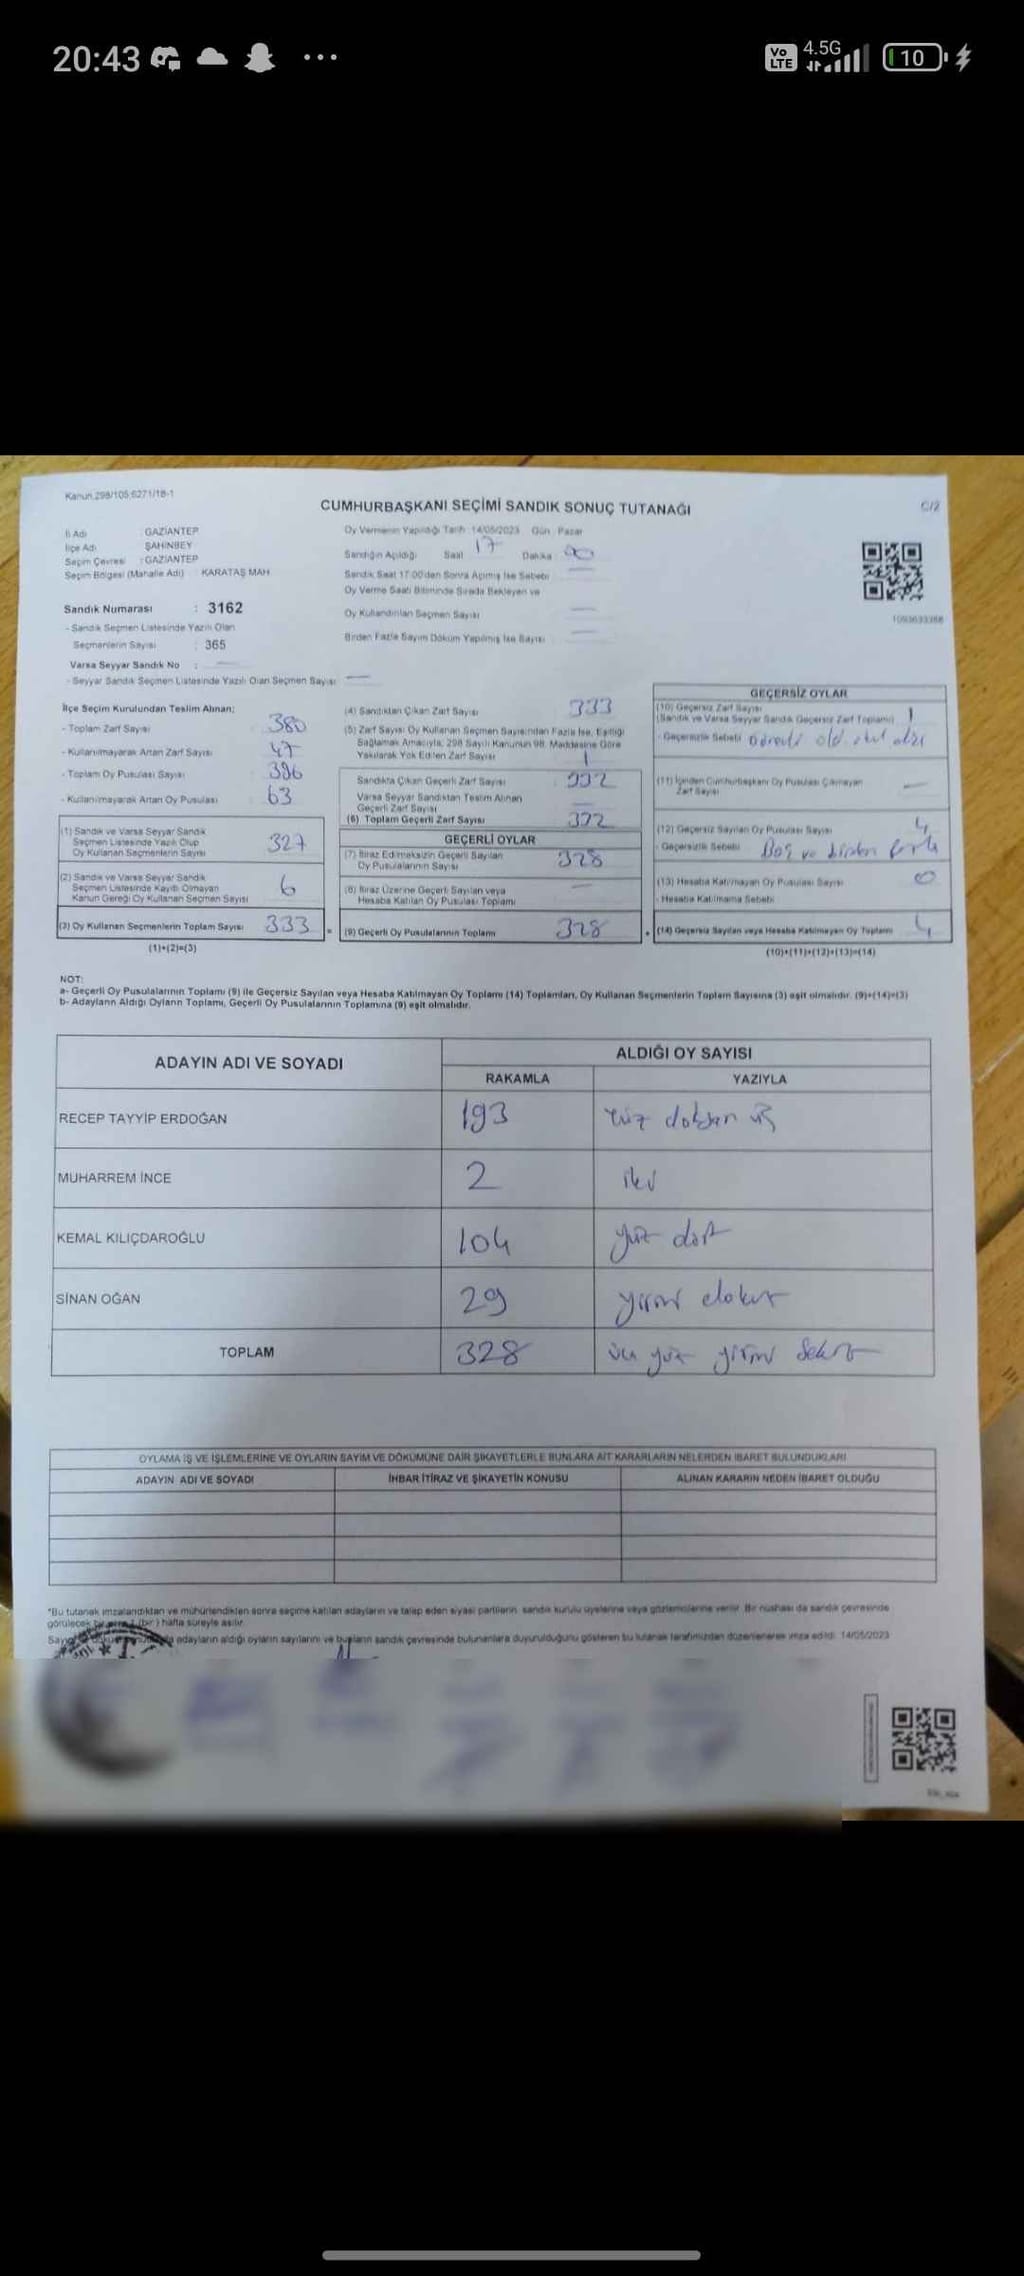 20:43
Vo LTE 4.5G 10
Kanun.298/105;6271/18-1
CUMHURBAŞKANI SEÇİMİ SANDIK SONUÇ TUTANAĞI
C/2
İl Adı : GAZİANTEP
İlçe Adı : ŞAHİNBEY
Seçim Çevresi : GAZİANTEP
Seçim Bölgesi (Mahalle Adı) : KARATAŞ MAH
Oy Vermenin Yapıldığı Tarih 14/05/2023 Gün Pazar
Sandığın Açıldığı Saat 17 Dakika 00
Sandık Saat 17:00'den Sonra Açılmış İse Sebebi
Oy Verme Saati Bitiminde Sırada Bekleyen ve
Oy Kullandırılan Seçmen Sayısı
Birden Fazla Sayım Döküm Yapılmış İse Sayısı
Sandık Numarası : 3162
- Sandık Seçmen Listesinde Yazılı Olan
Seçmenlerin Sayısı : 365
Varsa Seyyar Sandık No :
- Seyyar Sandık Seçmen Listesinde Yazılı Olan Seçmen Sayısı
İlçe Seçim Kurulundan Teslim Alınan;
- Toplam Zarf Sayısı 380
- Kullanılmayarak Artan Zarf Sayısı 47
- Toplam Oy Pusulası Sayısı 396
- Kullanılmayarak Artan Oy Pusulası 63
(1) Sandık ve Varsa Seyyar Sandık
Seçmen Listesinde Yazılı Olup
Oy Kullanan Seçmenlerin Sayısı 327
(2) Sandık ve Varsa Seyyar Sandık
Seçmen Listesinde Kayıtlı Olmayan
Kanun Gereği Oy Kullanan Seçmen Sayısı 6
(3) Oy Kullanan Seçmenlerin Toplam Sayısı 333
(1)+(2)=(3)
(4) Sandıktan Çıkan Zarf Sayısı 333
(5) Zarf Sayısı Oy Kullanan Seçmen Sayısından Fazla İse, Eşitliği
Sağlamak Amacıyla, 298 Sayılı Kanunun 98. Maddesine Göre
Yakılarak Yok Edilen Zarf Sayısı 1
Sandıkta Çıkan Geçerli Zarf Sayısı 332
Varsa Seyyar Sandıktan Teslim Alınan
Geçerli Zarf Sayısı
(6) Toplam Geçerli Zarf Sayısı 332
GEÇERLİ OYLAR
(7) İtiraz Edilmeksizin Geçerli Sayılan
Oy Pusulalarının Sayısı 328
(8) İtiraz Üzerine Geçerli Sayılan veya
Hesaba Katılan Oy Pusulası Toplamı
(9) Geçerli Oy Pusulalarının Toplamı 328
GEÇERSİZ OYLAR
(10) Geçersiz Zarf Sayısı
(Sandık ve Varsa Seyyar Sandık Geçersiz Zarf Toplamı) 1
- Geçersizlik Sebebi
(11) İçinden Cumhurbaşkanı Oy Pusulası Çıkmayan
Zarf Sayısı
(12) Geçersiz Sayılan Oy Pusulası Sayısı 4
- Geçersizlik Sebebi Boş ve birden fazla
(13) Hesaba Katılmayan Oy Pusulası Sayısı 0
- Hesaba Katılmama Sebebi
(14) Geçersiz Sayılan veya Hesaba Katılmayan Oy Toplamı 4
(10)+(11)+(12)+(13)=(14)
NOT:
a- Geçerli Oy Pusulalarının Toplamı (9) ile Geçersiz Sayılan veya Hesaba Katılmayan Oy Toplamı (14) Toplamları, Oy Kullanan Seçmenlerin Toplam Sayısına (3) eşit olmalıdır. (9)+(14)=(3)
b- Adayların Aldığı Oyların Toplamı, Geçerli Oy Pusulalarının Toplamına (9) eşit olmalıdır.
ADAYIN ADI VE SOYADI
ALDIĞI OY SAYISI
RAKAMLA YAZIYLA
RECEP TAYYİP ERDOĞAN 193 Yüz doksan üç
MUHARREM İNCE 2 iki
KEMAL KILIÇDAROĞLU 104 yüz dört
SİNAN OĞAN 29 yirmi dokuz
TOPLAM 328 üç yüz yirmi sekiz
OYLAMA İŞ VE İŞLEMLERİNE VE OYLARIN SAYIM VE DÖKÜMÜNE DAİR ŞİKAYETLERLE BUNLARA AİT KARARLARIN NELERDEN İBARET BULUNDUKLARI
ADAYIN ADI VE SOYADI İHBAR İTİRAZ VE ŞİKAYETİN KONUSU ALINAN KARARIN NEDEN İBARET OLDUĞU
*Bu tutanak imzalandıktan ve mühürlendikten sonra seçime katılan adayların ve talep eden siyasi partilerin sandık kurulu üyelerine veya gözlemcilerine verilir. Bir nüshası da sandık çevresinde
görülecek bir yere 1 (bir) hafta süreyle asılır.
adayların aldığı oyların sayılarını ve bunların sandık çevresinde bulunanlara duyurulduğunu gösteren bu tutanak tarafımızdan düzenlenerek imza edildi. 14/05/2023